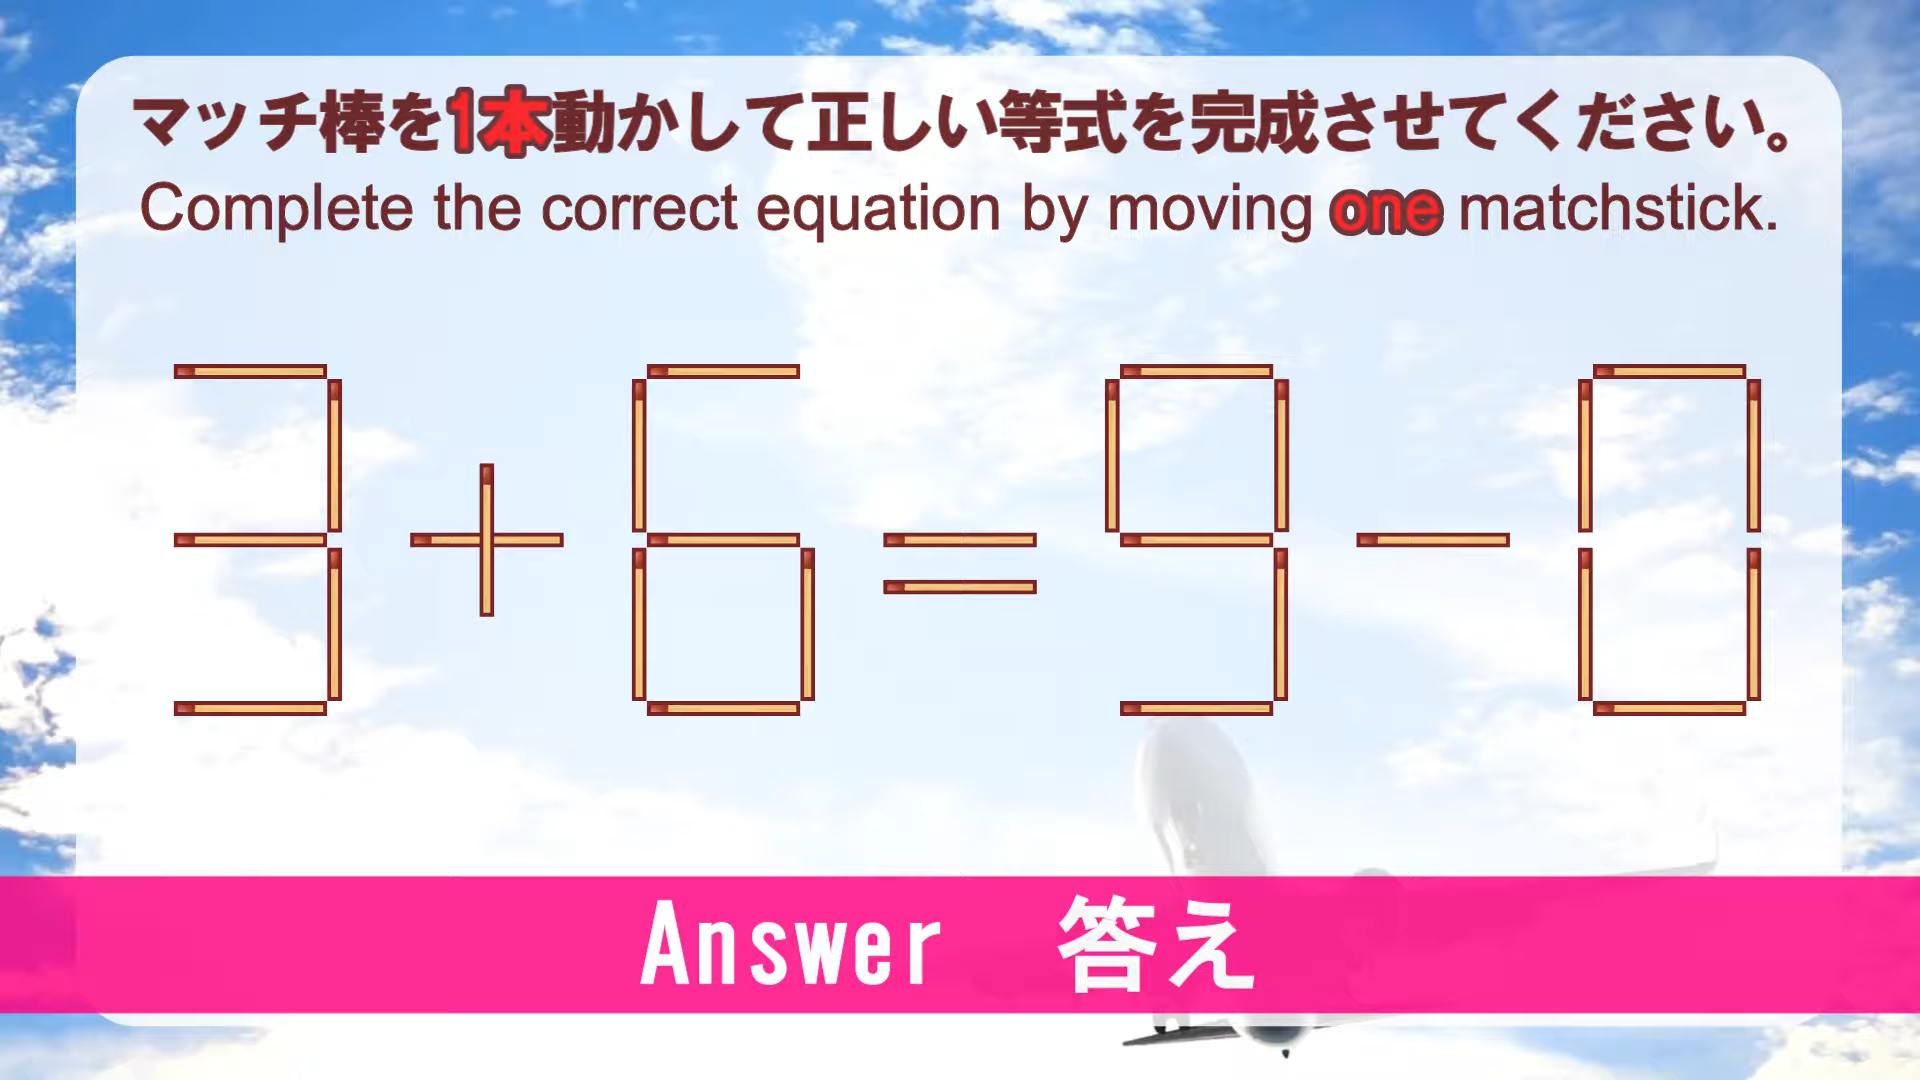 マッチ棒を1本動かして正しい等式を完成させてください。
Complete the correct equation by moving one matchstick.
3+6=9-0
Answer 答え